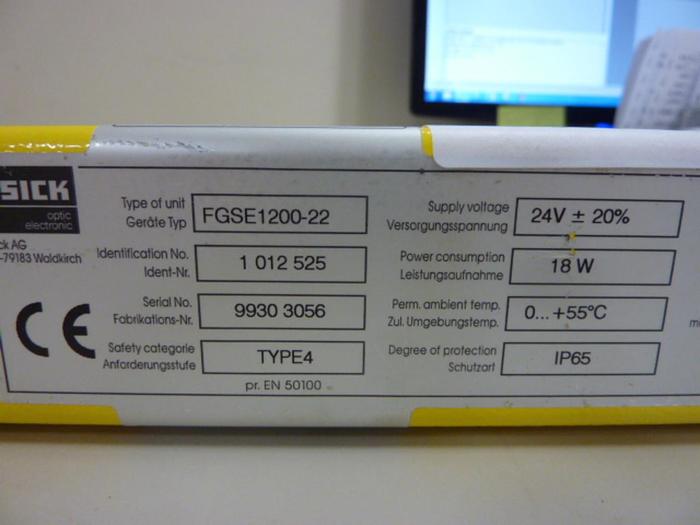 SICK
optic
electronic
ck AG
-79183 Waldkirch
CE
Type of unit
Geräte Typ
FGSE1200-22
Identification No.
Ident-Nr.
1 012 525
Serial No.
Fabrikations-Nr.
9930 3056
Safety categorie
Anforderungsstufe
TYPE4
pr. EN 50100
Supply voltage
Versorgungsspannung
24V ± 20%
Power consumption
Leistungsaufnahme
18 W
Perm. ambient temp.
Zul. Umgebungstemp.
0... +55°C
Degree of protection
Schutzart
IP65